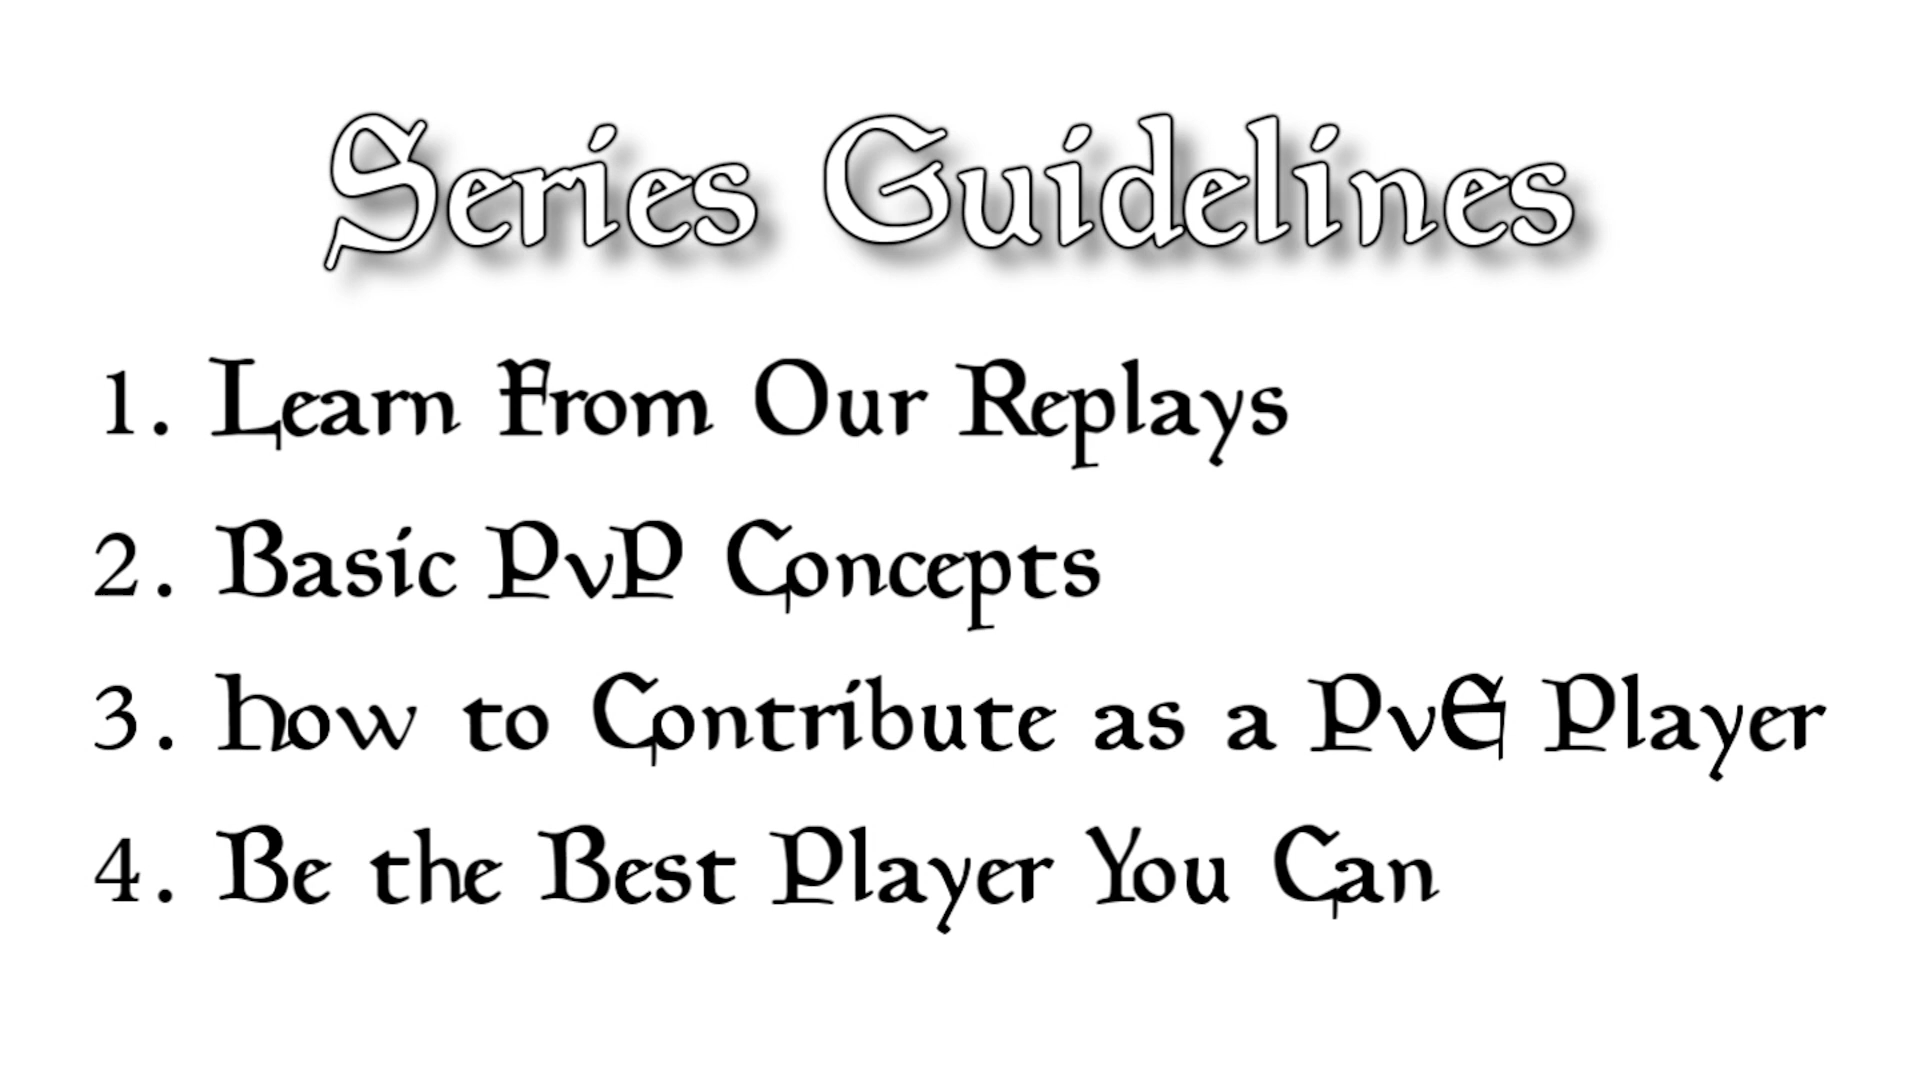 Series Guidelines
1. Learn From Our Replays
2. Basic PvP Concepts
3. How to Contribute as a PvE Player
4. Be the Best Player You Can